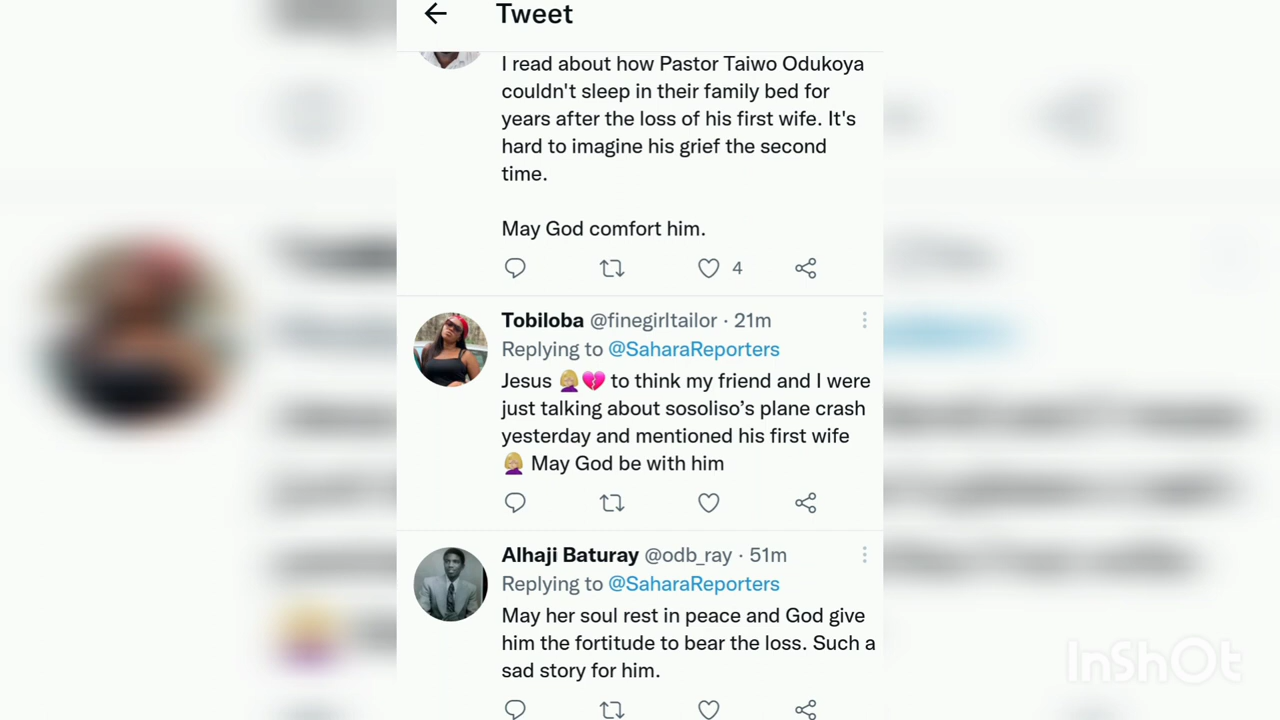 Tweet
I read about how Pastor Taiwo Odukoya
couldn't sleep in their family bed for
years after the loss of his first wife. It's
hard to imagine his grief the second
time.
May God comfort him.
4
Tobiloba @finegirltailor · 21m
Replying to @SaharaReporters
Jesus 🤦🏼‍♀️💔 to think my friend and I were
just talking about sosoliso’s plane crash
yesterday and mentioned his first wife
🤦🏼‍♀️ May God be with him
Alhaji Baturay @odb_ray · 51m
Replying to @SaharaReporters
May her soul rest in peace and God give
him the fortitude to bear the loss. Such a
sad story for him.
InShOt